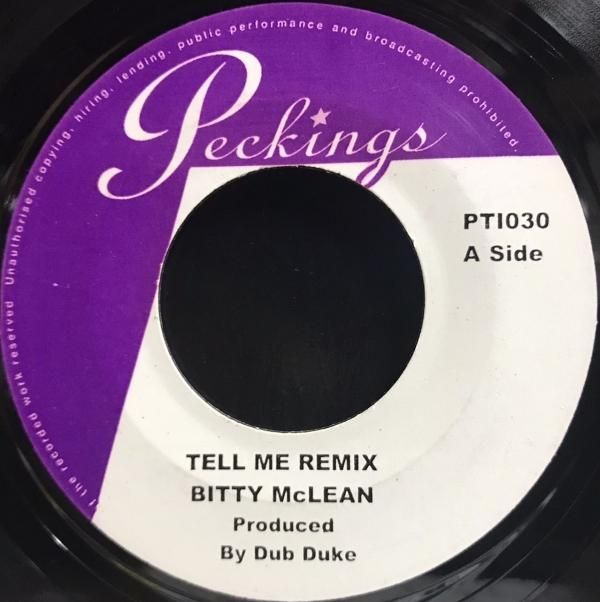 f the recorded work reserved Unauthorised copying, hiring, lending, public performance and broadcasting prohibited.
Peckings
PTI030
A Side
TELL ME REMIX
BITTY McLEAN
Produced
By Dub Duke